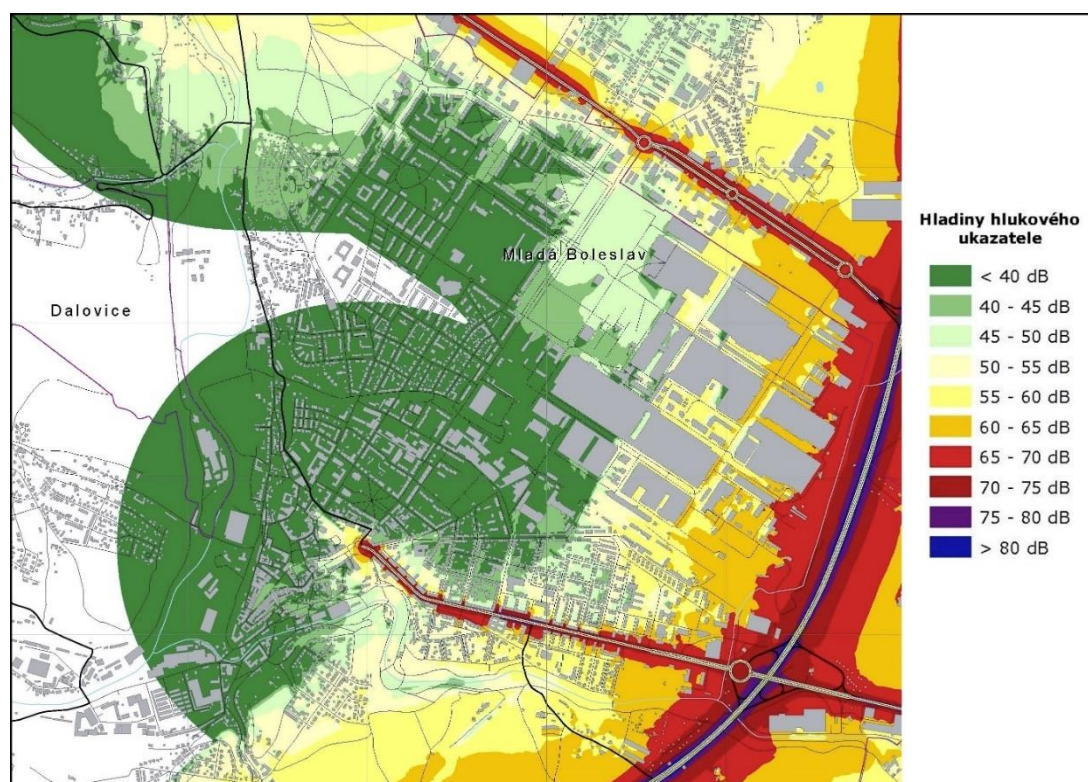 Mladá Boleslav
Dalovice
Hladiny hlukového
ukazatele
< 40 dB
40 - 45 dB
45 - 50 dB
50 - 55 dB
55 - 60 dB
60 - 65 dB
65 - 70 dB
70 - 75 dB
75 - 80 dB
> 80 dB